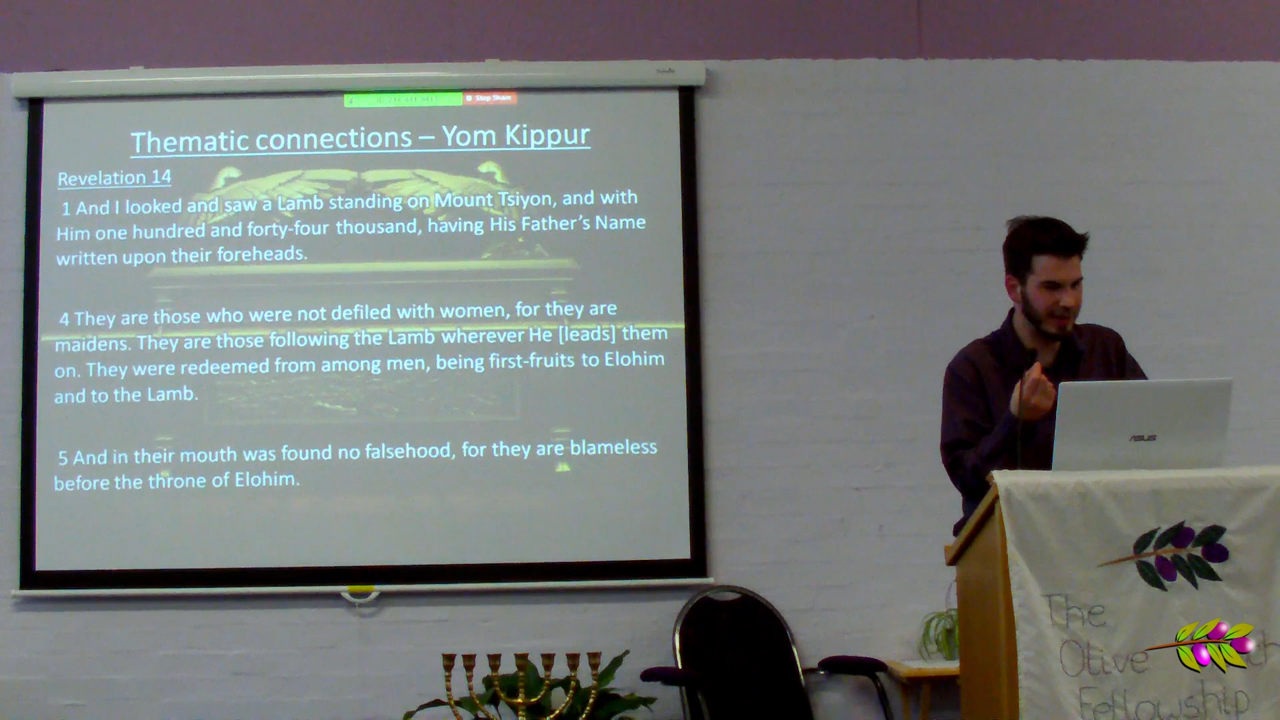 Stop Share
Thematic connections – Yom Kippur
Revelation 14
1 And I looked and saw a Lamb standing on Mount Tsiyon, and with
Him one hundred and forty-four thousand, having His Father's Name
written upon their foreheads.
4 They are those who were not defiled with women, for they are
maidens. They are those following the Lamb wherever He [leads] them
on. They were redeemed from among men, being first-fruits to Elohim
and to the Lamb.
5 And in their mouth was found no falsehood, for they are blameless
before the throne of Elohim.
ASUS
The
Olive
Fellowship